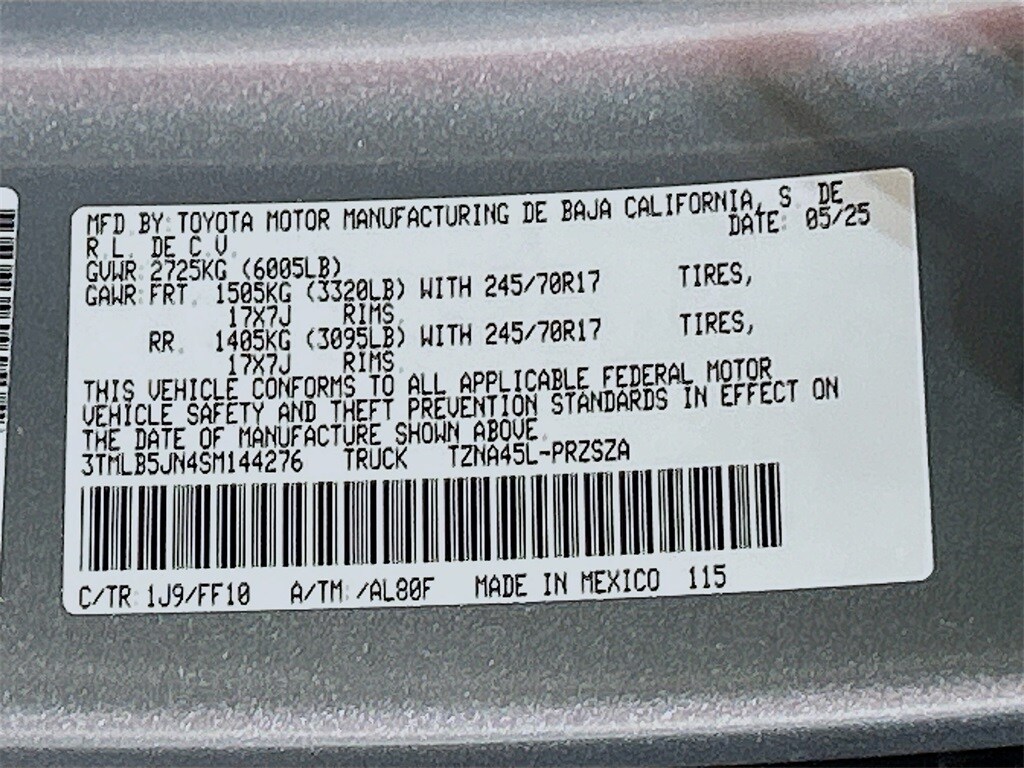 MFD BY: TOYOTA MOTOR MANUFACTURING DE BAJA CALIFORNIA, S. DE
R.L. DE C.V. DATE: 05/25
GVWR 2725KG (6005LB)
GAWR FRT. 1505KG (3320LB) WITH 245/70R17 TIRES,
17X7J RIMS
RR. 1405KG (3095LB) WITH 245/70R17 TIRES,
17X7J RIMS
THIS VEHICLE CONFORMS TO ALL APPLICABLE FEDERAL MOTOR
VEHICLE SAFETY AND THEFT PREVENTION STANDARDS IN EFFECT ON
THE DATE OF MANUFACTURE SHOWN ABOVE.
3TMLB5JN4SM144276 TRUCK TZNA45L-PRZSZA
C/TR: 1J9/FF10 A/TM: /AL80F MADE IN MEXICO 115